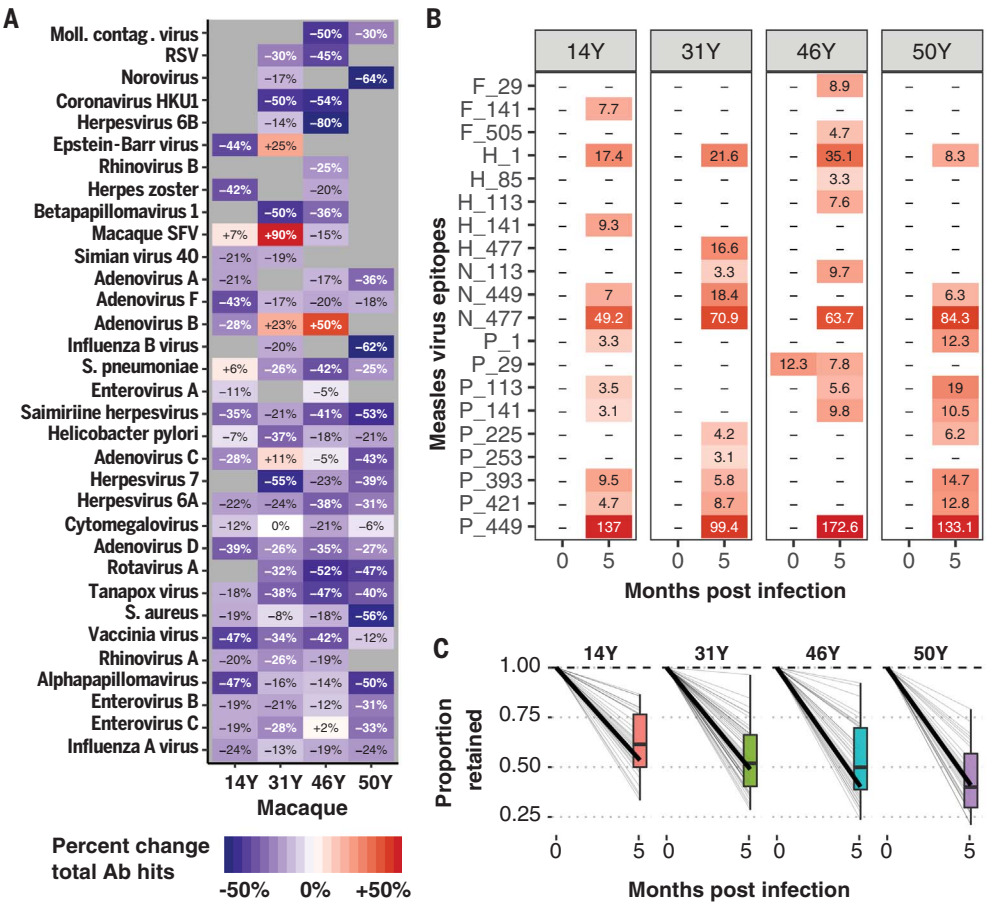 A
Moll. contag. virus −50% −30%
RSV −30% −45%
Norovirus −17% −64%
Coronavirus HKU1 −50% −54%
Herpesvirus 6B −14% −80%
Epstein-Barr virus −44% +25%
Rhinovirus B −25%
Herpes zoster −42% −20%
Betapapillomavirus 1 −50% −36%
Macaque SFV +7% +90% −15%
Simian virus 40 −21% −19%
Adenovirus A −21% −17% −36%
Adenovirus F −43% −17% −20% −18%
Adenovirus B −28% +23% +50%
Influenza B virus −20% −62%
S. pneumoniae +6% −26% −42% −25%
Enterovirus A −11% −5%
Saimiriine herpesvirus −35% −21% −41% −53%
Helicobacter pylori −7% −37% −18% −21%
Adenovirus C −28% +11% −5% −43%
Herpesvirus 7 −55% −23% −39%
Herpesvirus 6A −22% −24% −38% −31%
Cytomegalovirus −12% 0% −21% −6%
Adenovirus D −39% −26% −35% −27%
Rotavirus A −32% −52% −47%
Tanapox virus −18% −38% −47% −40%
S. aureus −19% −8% −18% −56%
Vaccinia virus −47% −34% −42% −12%
Rhinovirus A −20% −26% −19%
Alphapapillomavirus −47% −16% −14% −50%
Enterovirus B −19% −21% −12% −31%
Enterovirus C −19% −28% +2% −33%
Influenza A virus −24% −13% −19% −24%
14Y 31Y 46Y 50Y
Macaque
Percent change
total Ab hits
-50% 0% +50%
B
14Y 31Y 46Y 50Y
Measles virus epitopes
F_29 – – – – – 8.9 – –
F_141 – 7.7 – – – – – –
F_505 – – – – – 4.7 – –
H_1 – 17.4 – 21.6 – 35.1 – 8.3
H_85 – – – – – 3.3 – –
H_113 – – – – – 7.6 – –
H_141 – 9.3 – – – – – –
H_477 – – – 16.6 – – – –
N_113 – – – 3.3 – 9.7 – –
N_449 – 7 – 18.4 – – – 6.3
N_477 – 49.2 – 70.9 – 63.7 – 84.3
P_1 – 3.3 – – – – – 12.3
P_29 – – – – 12.3 7.8 – –
P_113 – 3.5 – – – 5.6 – 19
P_141 – 3.1 – – – 9.8 – 10.5
P_225 – – – 4.2 – – – 6.2
P_253 – – – 3.1 – – – –
P_393 – 9.5 – 5.8 – – – 14.7
P_421 – 4.7 – 8.7 – – – 12.8
P_449 – 137 – 99.4 – 172.6 – 133.1
0 5 0 5 0 5 0 5
Months post infection
C
14Y 31Y 46Y 50Y
Proportion
retained
1.00
0.75
0.50
0.25
0 5 0 5 0 5 0 5
Months post infection